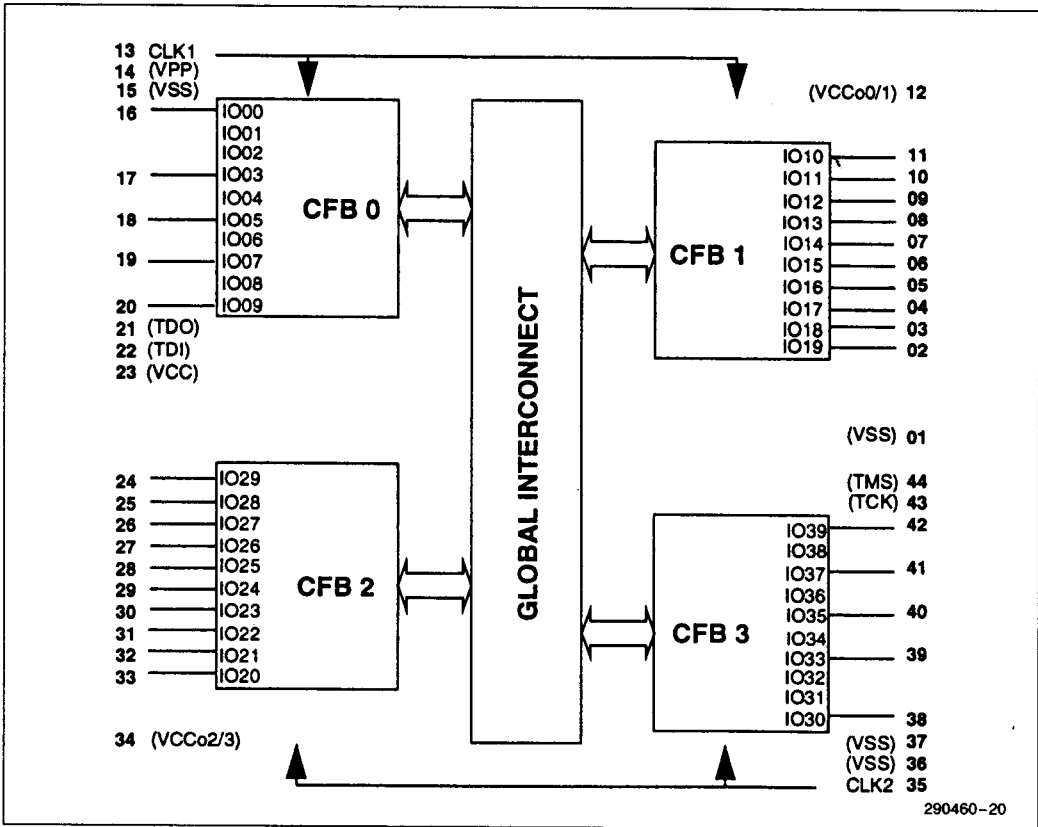 13 CLK1
14 (VPP)
15 (VSS)
16 IO00
IO01
IO02
17 IO03
IO04
18 IO05
IO06
19 IO07
IO08
20 IO09
CFB 0
21 (TDO)
22 (TDI)
23 (VCC)
24 IO29
25 IO28
26 IO27
27 IO26
28 IO25
29 IO24
30 IO23
31 IO22
32 IO21
33 IO20
CFB 2
34 (VCCo2/3)
GLOBAL INTERCONNECT
(VCCo0/1) 12
CFB 1
IO10 11
IO11 10
IO12 09
IO13 08
IO14 07
IO15 06
IO16 05
IO17 04
IO18 03
IO19 02
(VSS) 01
(TMS) 44
(TCK) 43
CFB 3
IO39 42
IO38
IO37 41
IO36
IO35 40
IO34
IO33 39
IO32
IO31
IO30 38
(VSS) 37
(VSS) 36
CLK2 35
290460-20